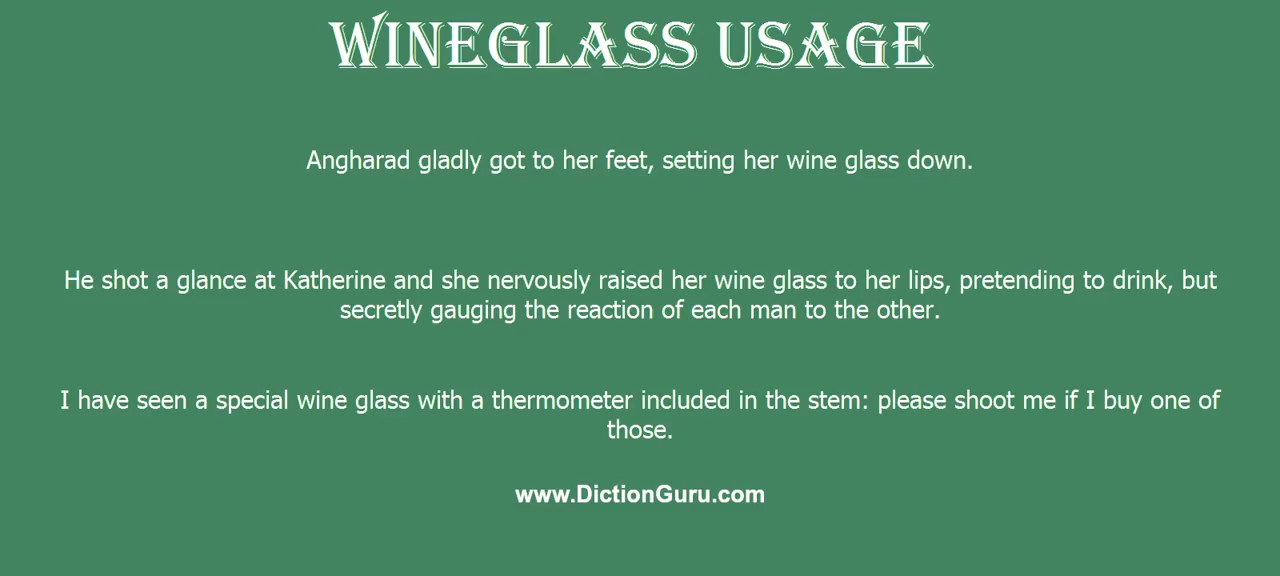 WINEGLASS USAGE
Angharad gladly got to her feet, setting her wine glass down.
He shot a glance at Katherine and she nervously raised her wine glass to her lips, pretending to drink, but
secretly gauging the reaction of each man to the other.
I have seen a special wine glass with a thermometer included in the stem: please shoot me if I buy one of
those.
www.DictionGuru.com